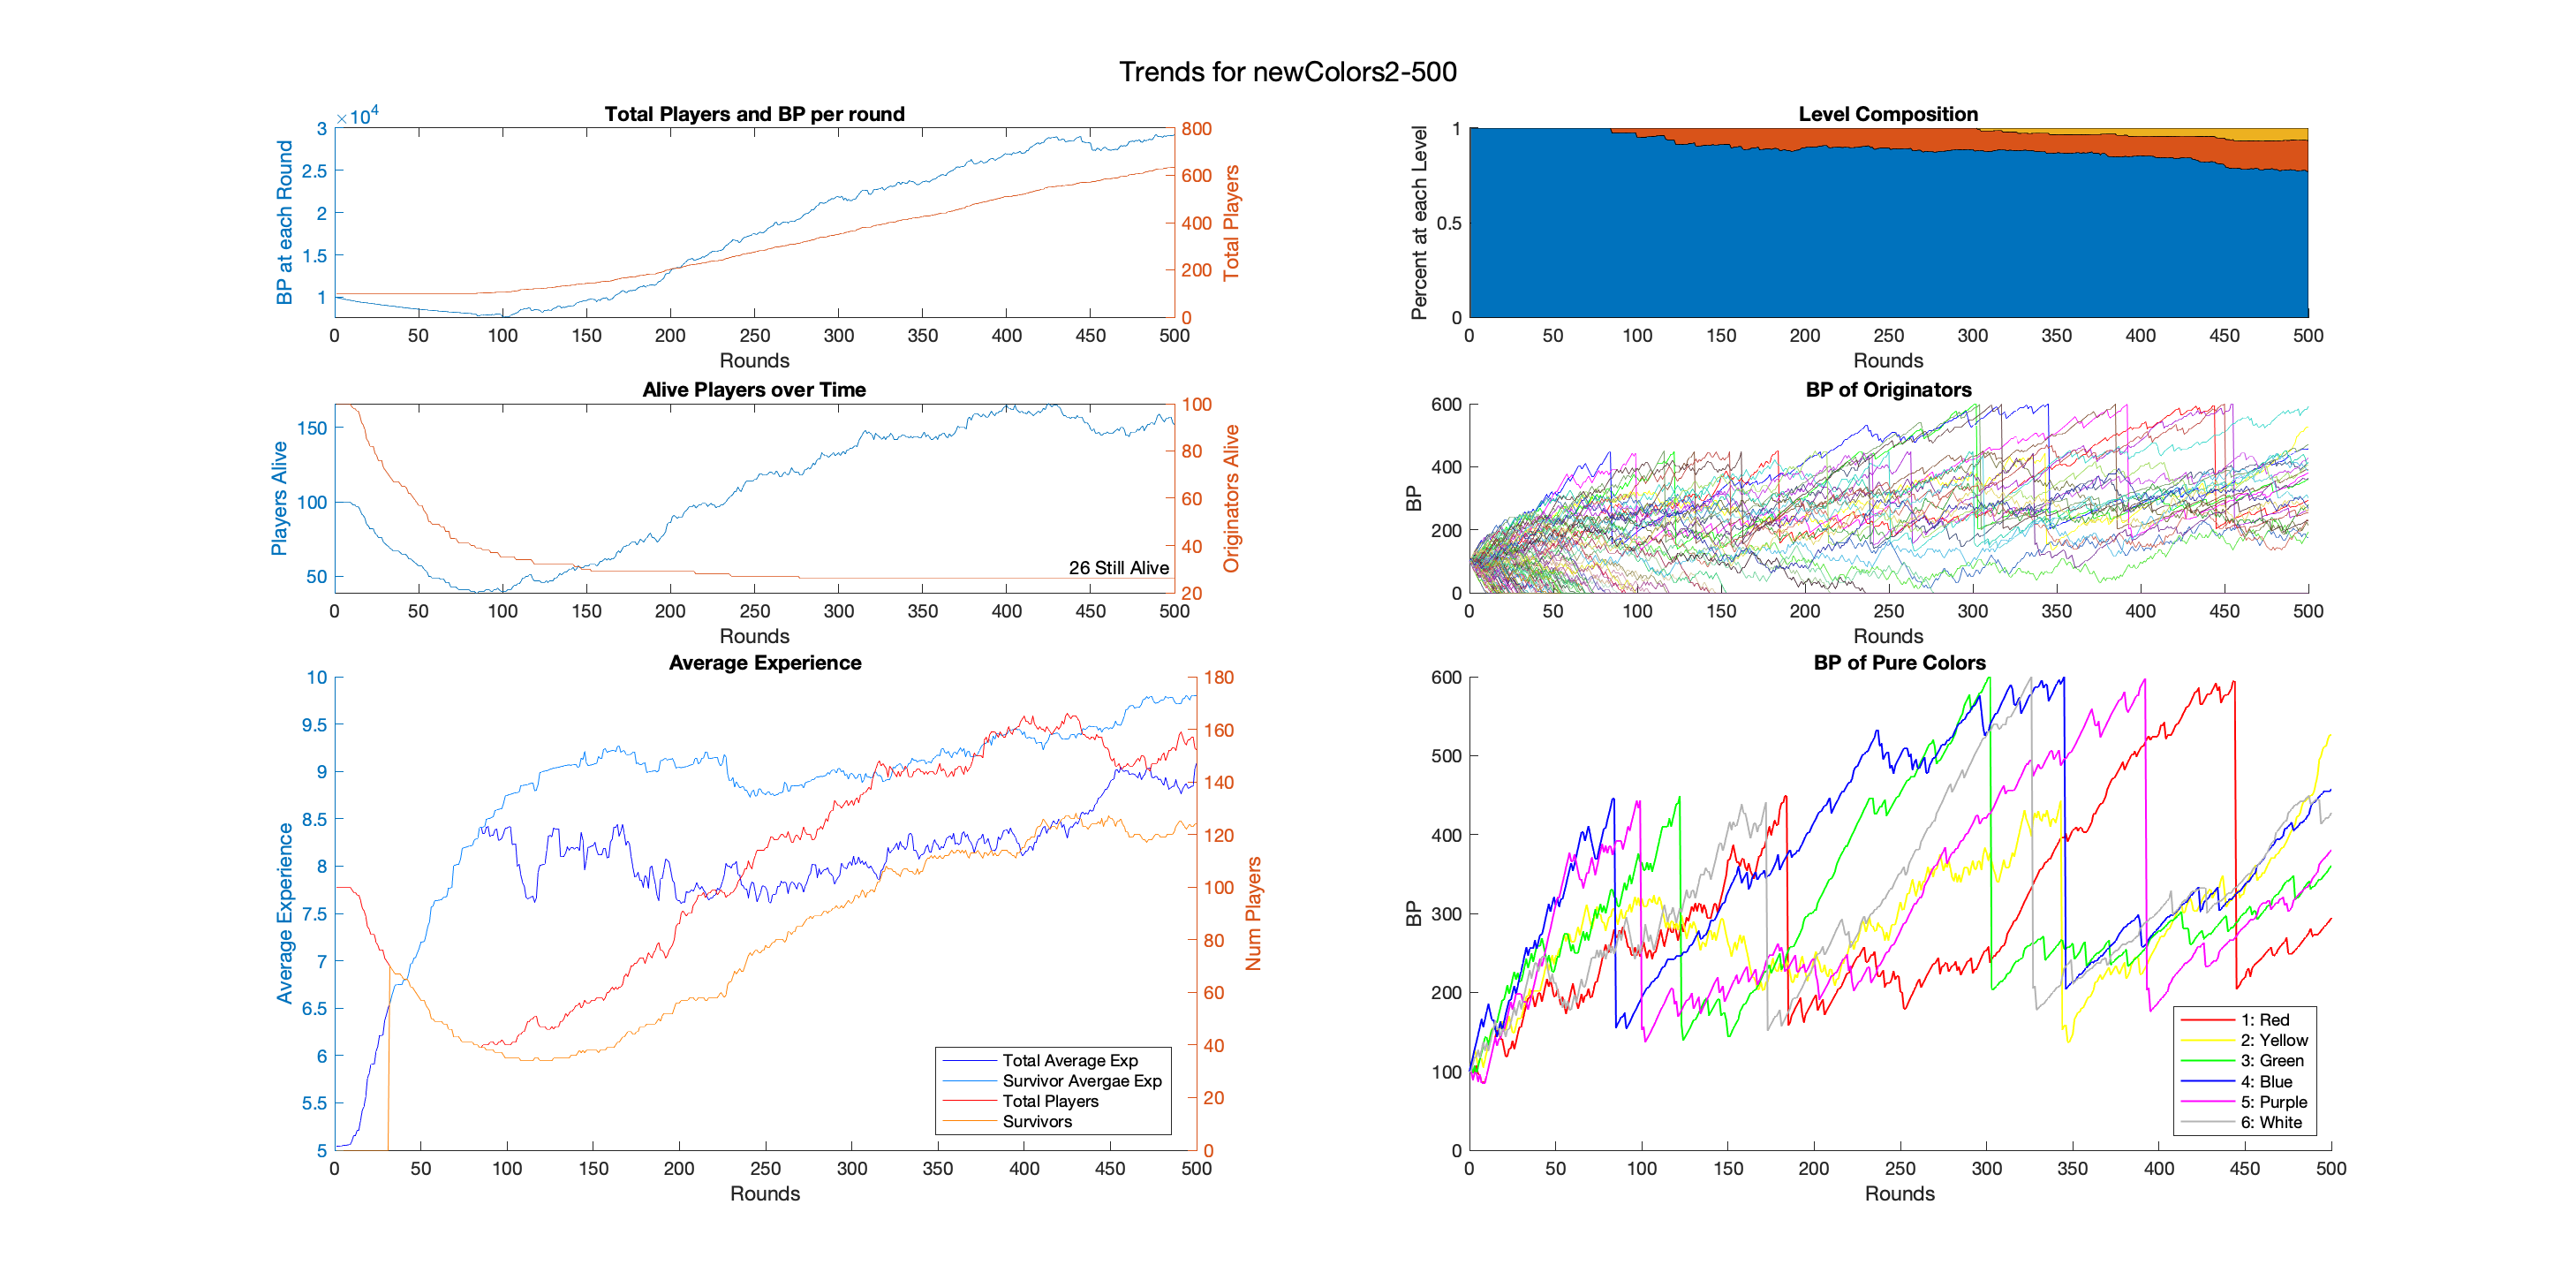 Trends for newColors2-500
Total Players and BP per round
×10^4
BP at each Round
3
2.5
2
1.5
1
800
600
400
200
0
Total Players
0 50 100 150 200 250 300 350 400 450 500
Rounds
Level Composition
Percent at each Level
1
0.5
0
0 50 100 150 200 250 300 350 400 450 500
Rounds
Alive Players over Time
Players Alive
150
100
50
100
80
60
40
20
Originators Alive
26 Still Alive
0 50 100 150 200 250 300 350 400 450 500
Rounds
BP of Originators
BP
600
400
200
0
0 50 100 150 200 250 300 350 400 450 500
Rounds
Average Experience
Average Experience
10
9.5
9
8.5
8
7.5
7
6.5
6
5.5
5
180
160
140
120
100
80
60
40
20
0
Num Players
Total Average Exp
Survivor Avergae Exp
Total Players
Survivors
0 50 100 150 200 250 300 350 400 450 500
Rounds
BP of Pure Colors
BP
600
500
400
300
200
100
0
1: Red
2: Yellow
3: Green
4: Blue
5: Purple
6: White
0 50 100 150 200 250 300 350 400 450 500
Rounds